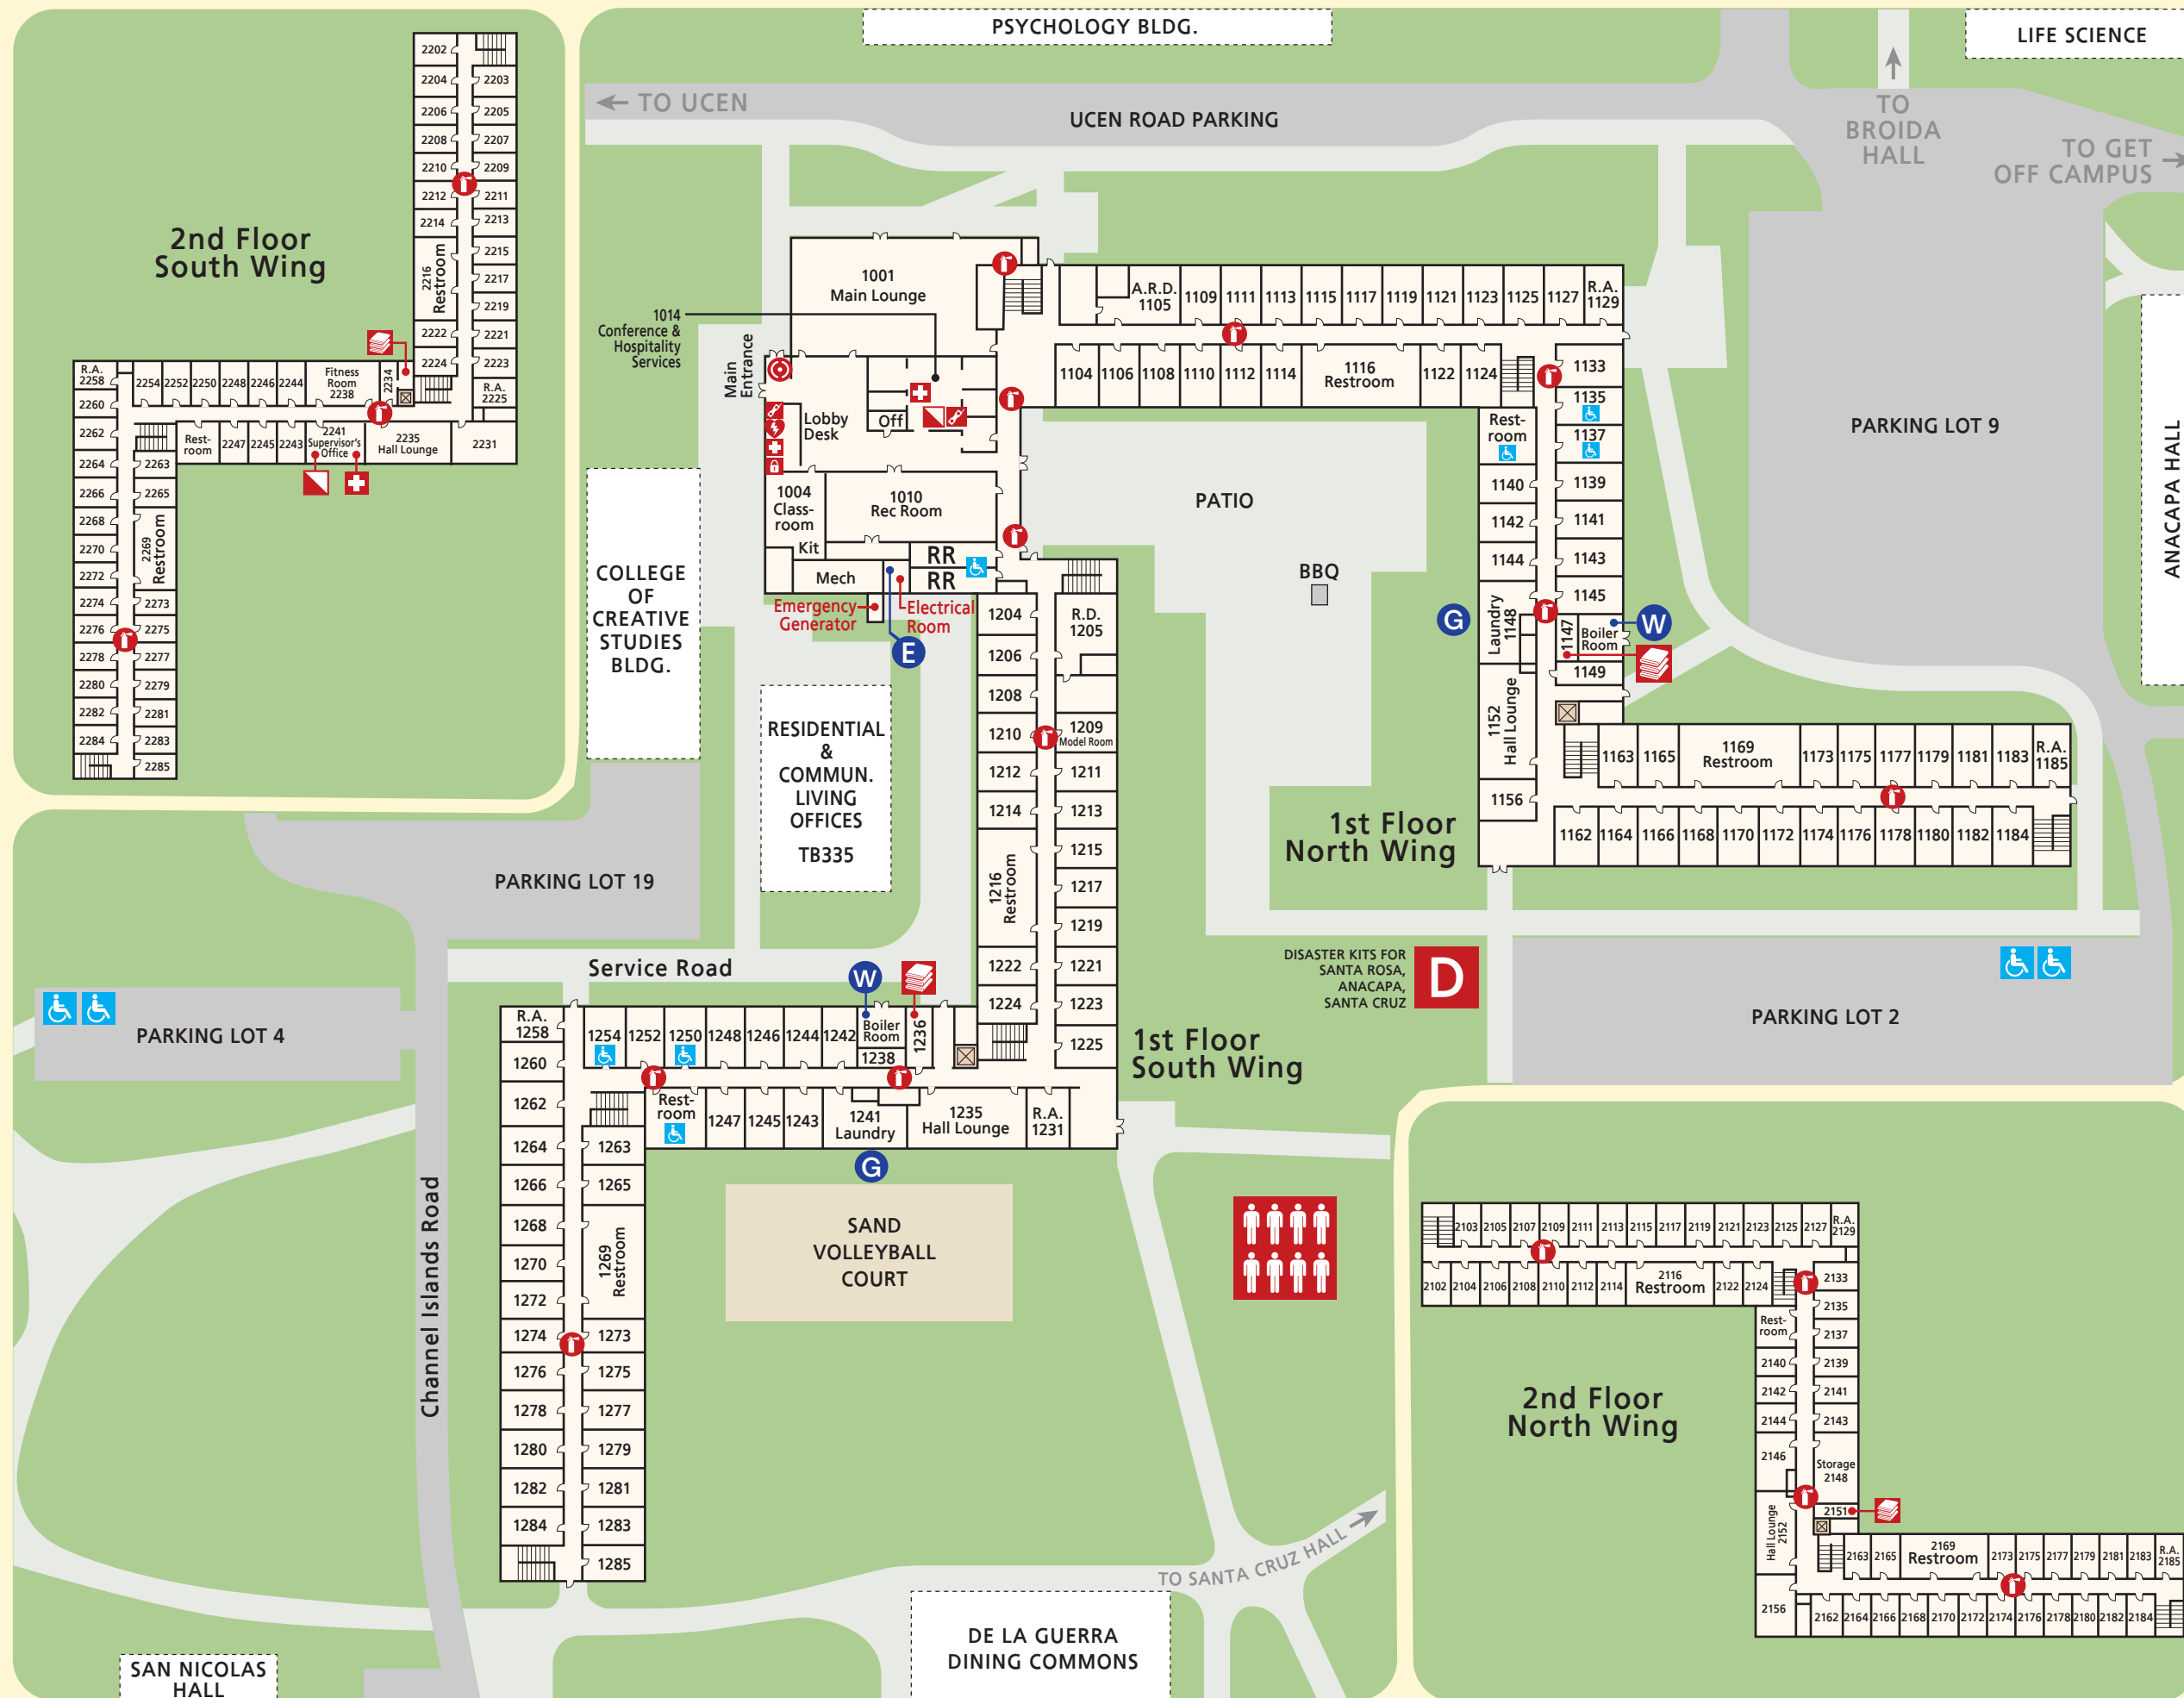 PSYCHOLOGY BLDG.
LIFE SCIENCE
TO UCEN
UCEN ROAD PARKING
TO
BROIDA
HALL
TO GET
OFF CAMPUS
2nd Floor
South Wing
2202
2204
2203
2206
2205
2208
2207
2210
2209
2212
2211
2214
2213
2216
Restroom
2215
2217
2219
2222
2221
2224
2223
R.A.
2225
R.A.
2258
2254
2252
2250
2248
2246
2244
Fitness
Room
2238
2234
2260
2262
Rest-
room
2247
2245
2243
2241
Supervisor's
Office
2235
Hall Lounge
2231
2264
2263
2266
2265
2268
2269
Restroom
2270
2272
2274
2273
2276
2275
2278
2277
2280
2279
2282
2281
2284
2283
2285
1001
Main Lounge
1014
Conference &
Hospitality
Services
Main
Entrance
Lobby
Desk
Off
1004
Class-
room
1010
Rec Room
Kit
RR
RR
Mech
Emergency
Generator
Electrical
Room
E
A.R.D.
1105
1109
1111
1113
1115
1117
1119
1121
1123
1125
1127
R.A.
1129
1104
1106
1108
1110
1112
1114
1116
Restroom
1122
1124
1133
1135
1137
Rest-
room
1139
1140
1141
1142
1143
1144
1145
Laundry
1148
1147
Boiler
Room
W
1149
G
1152
Hall Lounge
1156
1163
1165
1169
Restroom
1173
1175
1177
1179
1181
1183
R.A.
1185
1162
1164
1166
1168
1170
1172
1174
1176
1178
1180
1182
1184
1st Floor
North Wing
PATIO
BBQ
PARKING LOT 9
ANACAPA HALL
COLLEGE
OF
CREATIVE
STUDIES
BLDG.
RESIDENTIAL
&
COMMUN.
LIVING
OFFICES
TB335
1204
R.D.
1205
1206
1208
1210
1209
Model Room
1212
1211
1214
1213
1216
Restroom
1215
1217
1219
1222
1221
1224
1223
1225
1st Floor
South Wing
PARKING LOT 19
Service Road
PARKING LOT 4
Channel Islands Road
W
R.A.
1258
1254
1252
1250
1248
1246
1244
1242
Boiler
Room
1238
1236
1260
1262
Rest-
room
1247
1245
1243
1241
Laundry
1235
Hall Lounge
R.A.
1231
G
1264
1263
1266
1265
1268
1269
Restroom
1270
1272
1274
1273
1276
1275
1278
1277
1280
1279
1282
1281
1284
1283
1285
SAND
VOLLEYBALL
COURT
DISASTER KITS FOR
SANTA ROSA,
ANACAPA,
SANTA CRUZ
D
PARKING LOT 2
2103
2105
2107
2109
2111
2113
2115
2117
2119
2121
2123
2125
2127
R.A.
2129
2102
2104
2106
2108
2110
2112
2114
2116
Restroom
2122
2124
2133
2135
Rest-
room
2137
2140
2139
2142
2141
2144
2143
2146
Storage
2148
2151
Hall Lounge
2152
2156
2163
2165
2169
Restroom
2173
2175
2177
2179
2181
2183
R.A.
2185
2162
2164
2166
2168
2170
2172
2174
2176
2178
2180
2182
2184
2nd Floor
North Wing
TO SANTA CRUZ HALL
DE LA GUERRA
DINING COMMONS
SAN NICOLAS
HALL